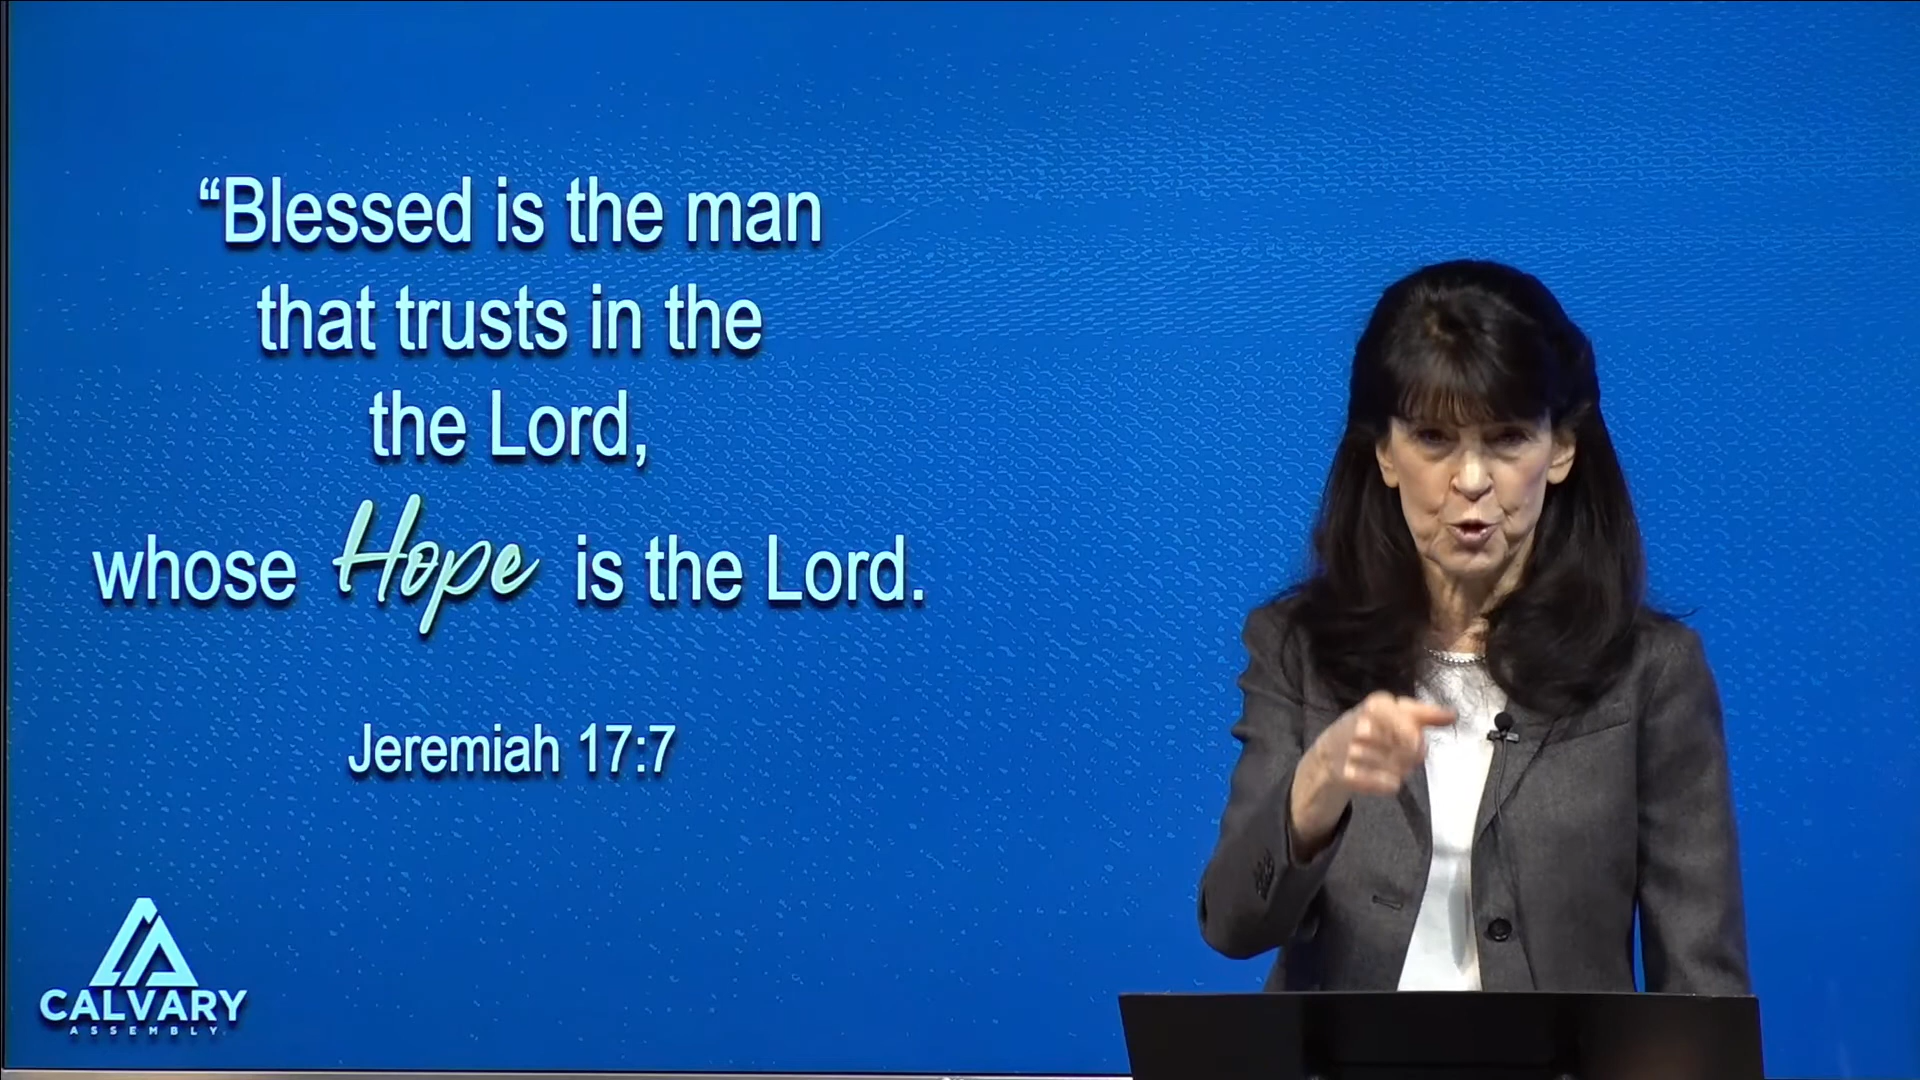 “Blessed is the man
that trusts in the
the Lord,
whose Hope is the Lord.
Jeremiah 17:7
CALVARY
ASSEMBLY